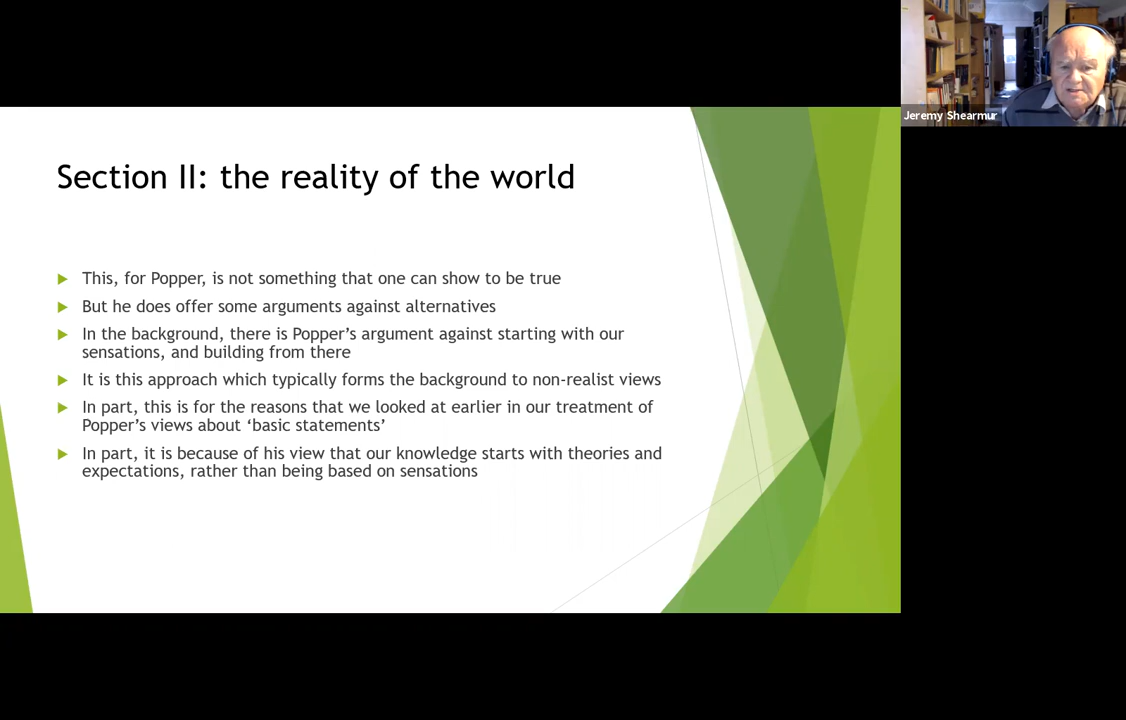 Jeremy Shearmur
Section II: the reality of the world
This, for Popper, is not something that one can show to be true
But he does offer some arguments against alternatives
In the background, there is Popper’s argument against starting with our
sensations, and building from there
It is this approach which typically forms the background to non-realist views
In part, this is for the reasons that we looked at earlier in our treatment of
Popper’s views about ‘basic statements’
In part, it is because of his view that our knowledge starts with theories and
expectations, rather than being based on sensations